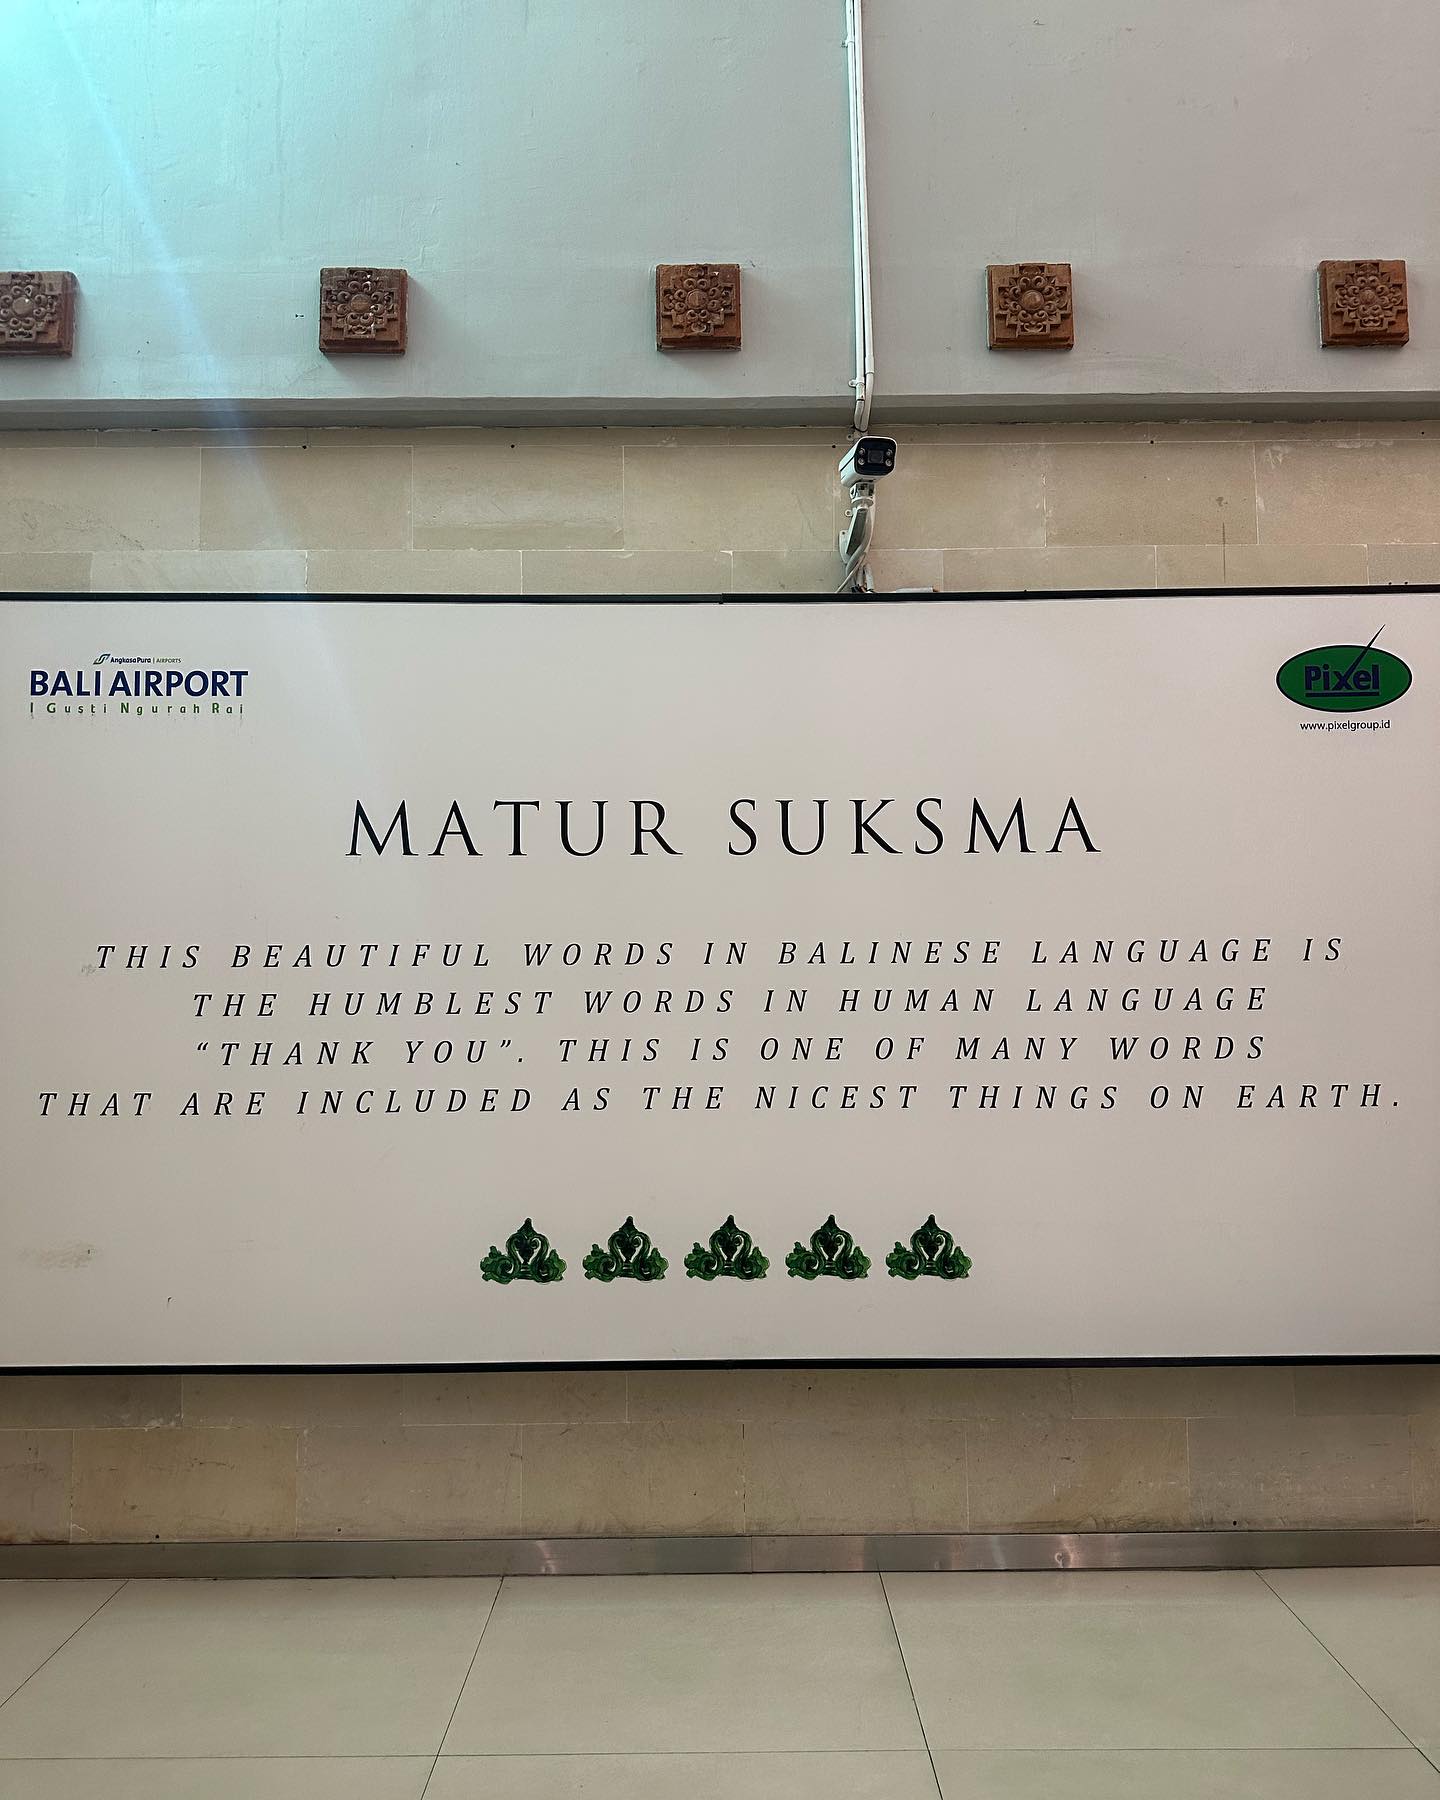 AngkasaPura | AIRPORTS
BALI AIRPORT
I Gusti Ngurah Rai
Pixel
www.pixelgroup.id
MATUR SUKSMA
THIS BEAUTIFUL WORDS IN BALINESE LANGUAGE IS
THE HUMBLEST WORDS IN HUMAN LANGUAGE
“THANK YOU”. THIS IS ONE OF MANY WORDS
THAT ARE INCLUDED AS THE NICEST THINGS ON EARTH.